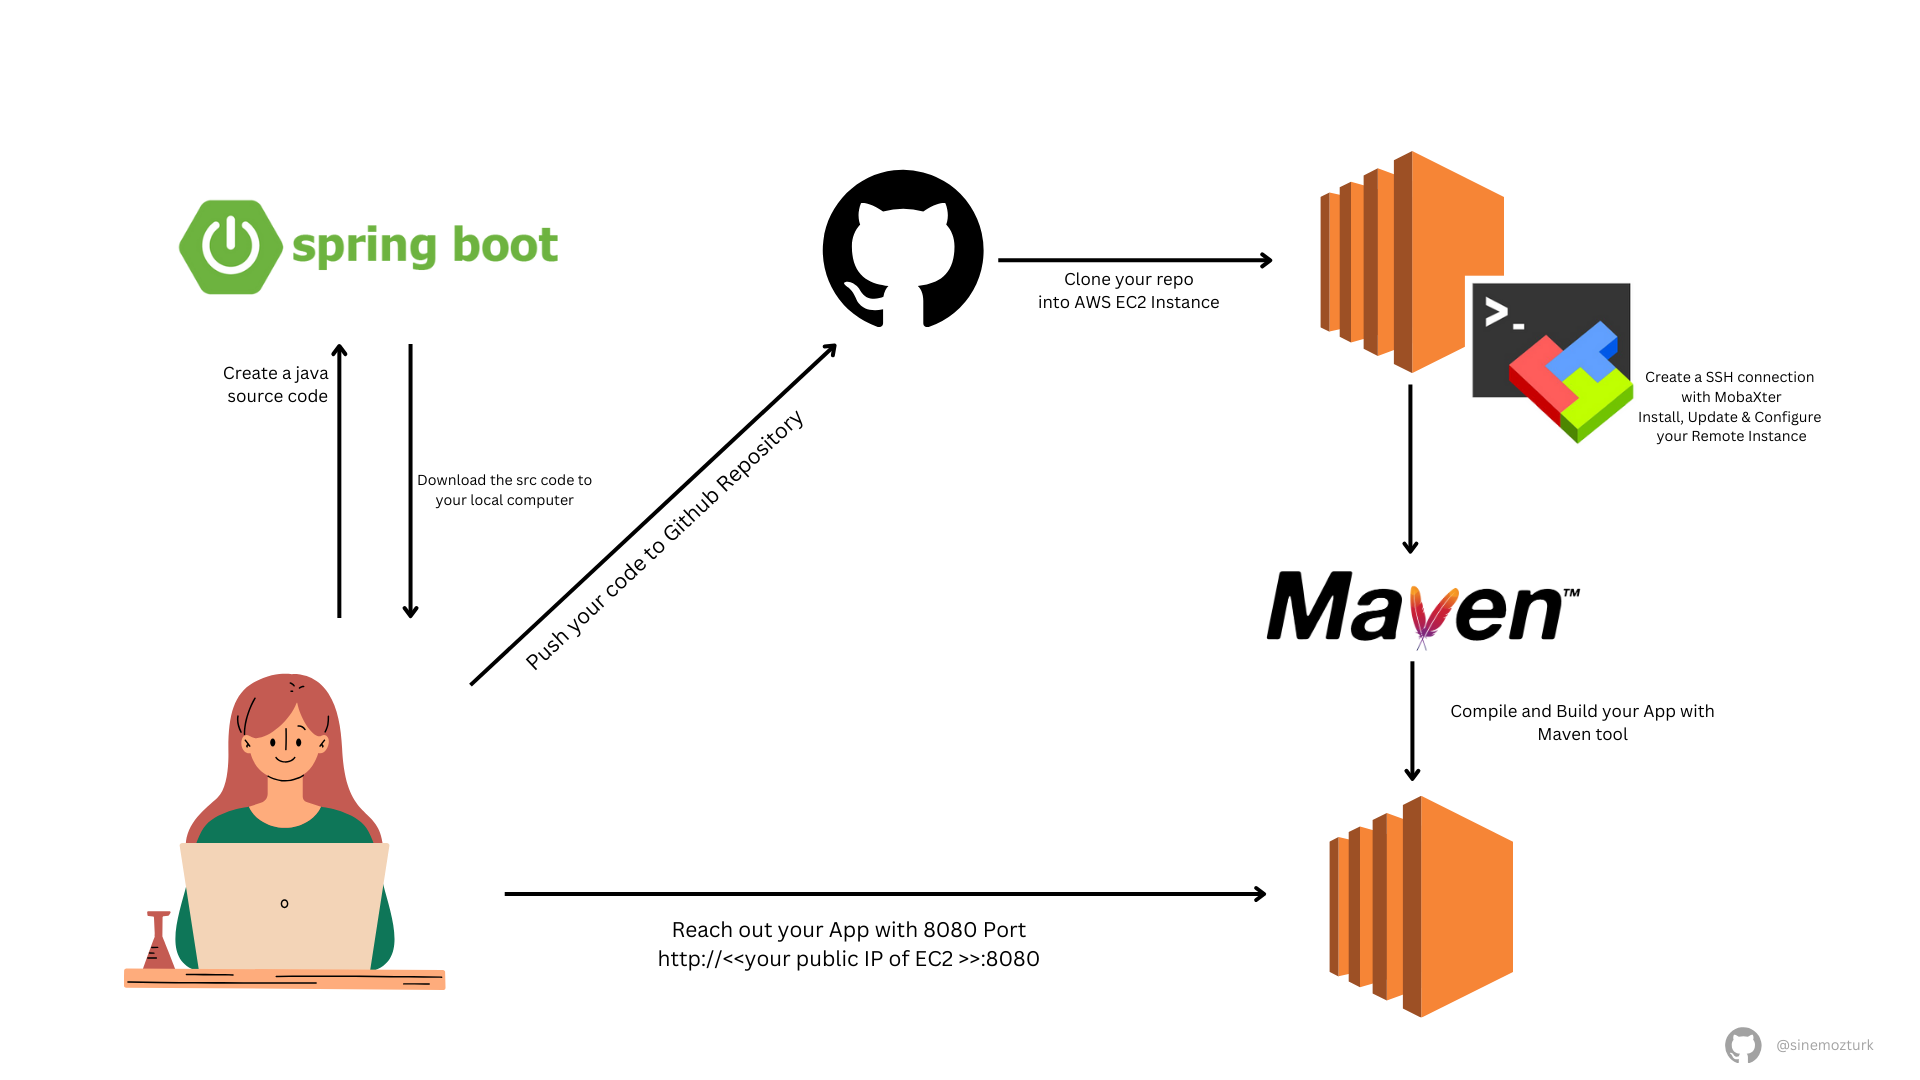 spring boot
Create a java
source code
Download the src code to
your local computer
Push your code to Github Repository
Clone your repo
into AWS EC2 Instance
>_
Create a SSH connection
with MobaXter
Install, Update & Configure
your Remote Instance
Maven™
Compile and Build your App with
Maven tool
Reach out your App with 8080 Port
http://<<your public IP of EC2 >>:8080
@sinemozturk